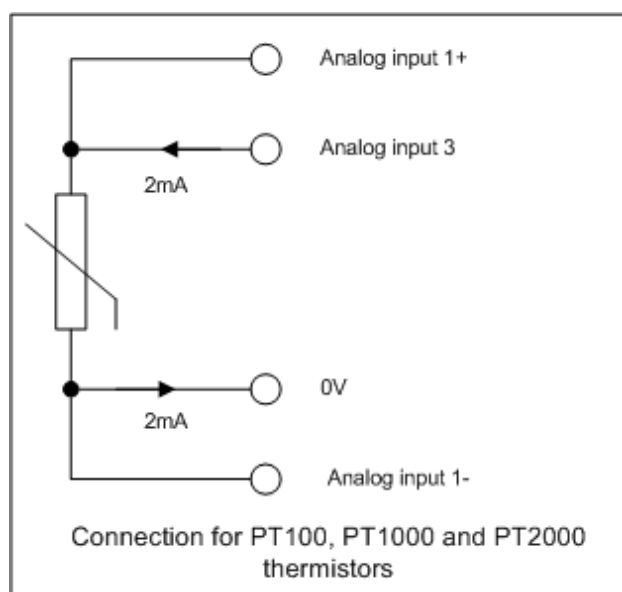 Analog input 1+
Analog input 3
2mA
0V
2mA
Analog input 1-
Connection for PT100, PT1000 and PT2000
thermistors